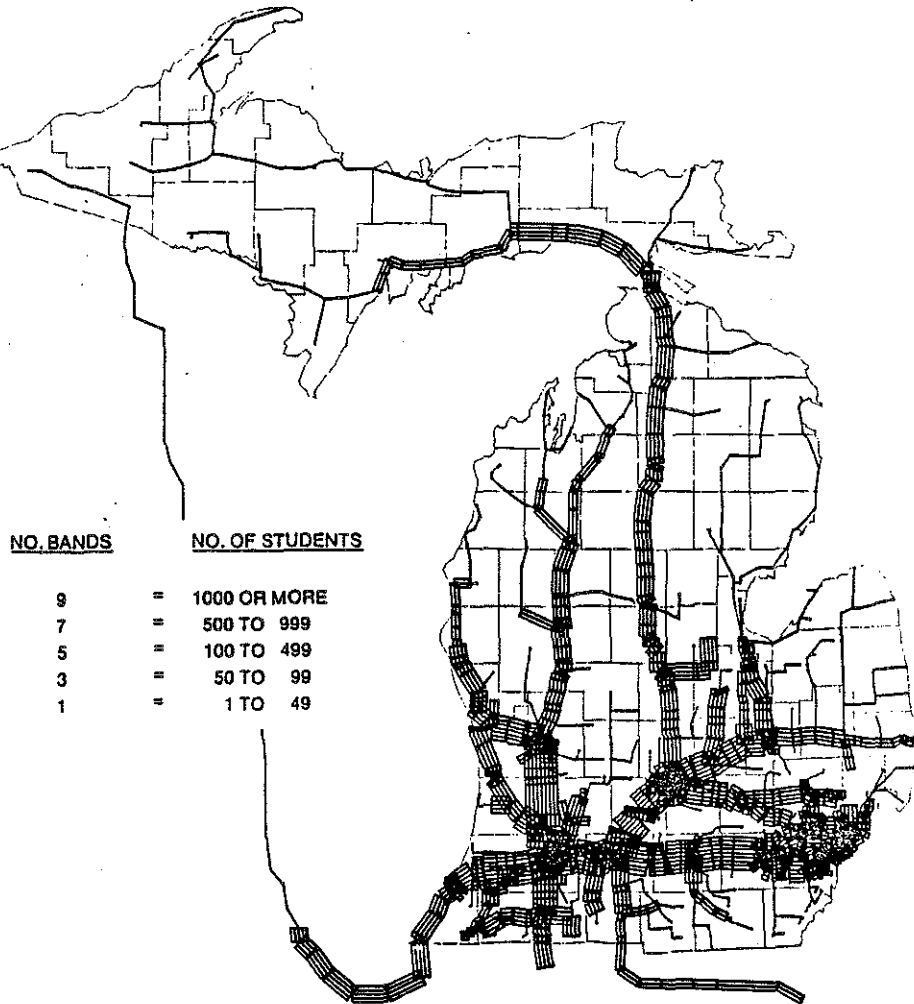 NO. BANDS NO. OF STUDENTS
9 = 1000 OR MORE
7 = 500 TO 999
5 = 100 TO 499
3 = 50 TO 99
1 = 1 TO 49